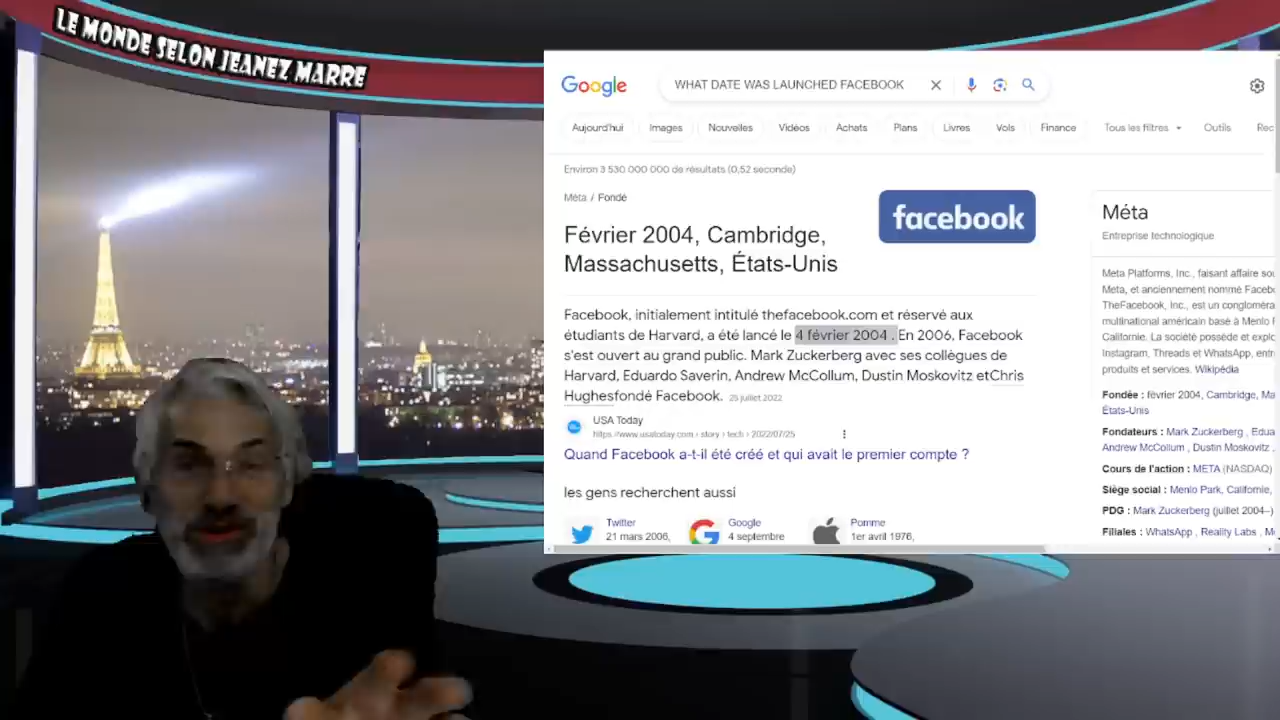 LE MONDE SELON JEANEZ MARRE
Google
WHAT DATE WAS LAUNCHED FACEBOOK
Aujourd'hui Images Nouvelles Vidéos Achats Plans Livres Vols Finance Tous les filtres Outils Rec
Environ 3 530 000 000 de résultats (0,52 seconde)
Méta / Fondé
Février 2004, Cambridge,
Massachusetts, États-Unis
facebook
Facebook, initialement intitulé thefacebook.com et réservé aux
étudiants de Harvard, a été lancé le 4 février 2004 . En 2006, Facebook
s'est ouvert au grand public. Mark Zuckerberg avec ses collègues de
Harvard, Eduardo Saverin, Andrew McCollum, Dustin Moskovitz etChris
Hughesfondé Facebook. 25 juillet 2022
USA Today
https://www.usatoday.com › story › tech › 2022/07/25
Quand Facebook a-t-il été créé et qui avait le premier compte ?
les gens recherchent aussi
Twitter
21 mars 2006,
Google
4 septembre
Pomme
1er avril 1976,
Méta
Entreprise technologique
Meta Platforms, Inc., faisant affaire sou
Meta, et anciennement nommé Facebo
TheFacebook, Inc., est un congloméra
multinational américain basé à Menlo P
Californie. La société possède et explo
Instagram, Threads et WhatsApp, entre
produits et services. Wikipédia
Fondée : février 2004, Cambridge, Ma
États-Unis
Fondateurs : Mark Zuckerberg , Edua
Andrew McCollum , Dustin Moskovitz ,
Cours de l'action : META (NASDAQ)
Siège social : Menlo Park, Californie,
PDG : Mark Zuckerberg (juillet 2004–)
Filiales : WhatsApp , Reality Labs , Me